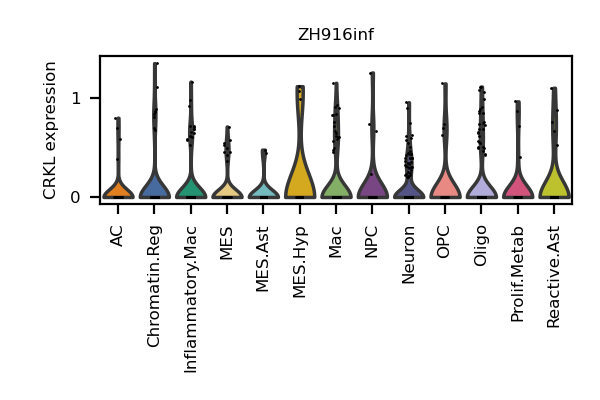 ZH916inf
CRKL expression
1
0
AC
Chromatin.Reg
Inflammatory.Mac
MES
MES.Ast
MES.Hyp
Mac
NPC
Neuron
OPC
Oligo
Prolif.Metab
Reactive.Ast